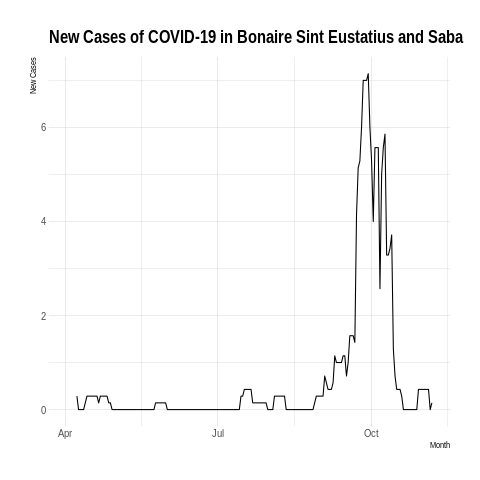 New Cases of COVID-19 in Bonaire Sint Eustatius and Saba
New Cases
6
4
2
0
Apr Jul Oct
Month